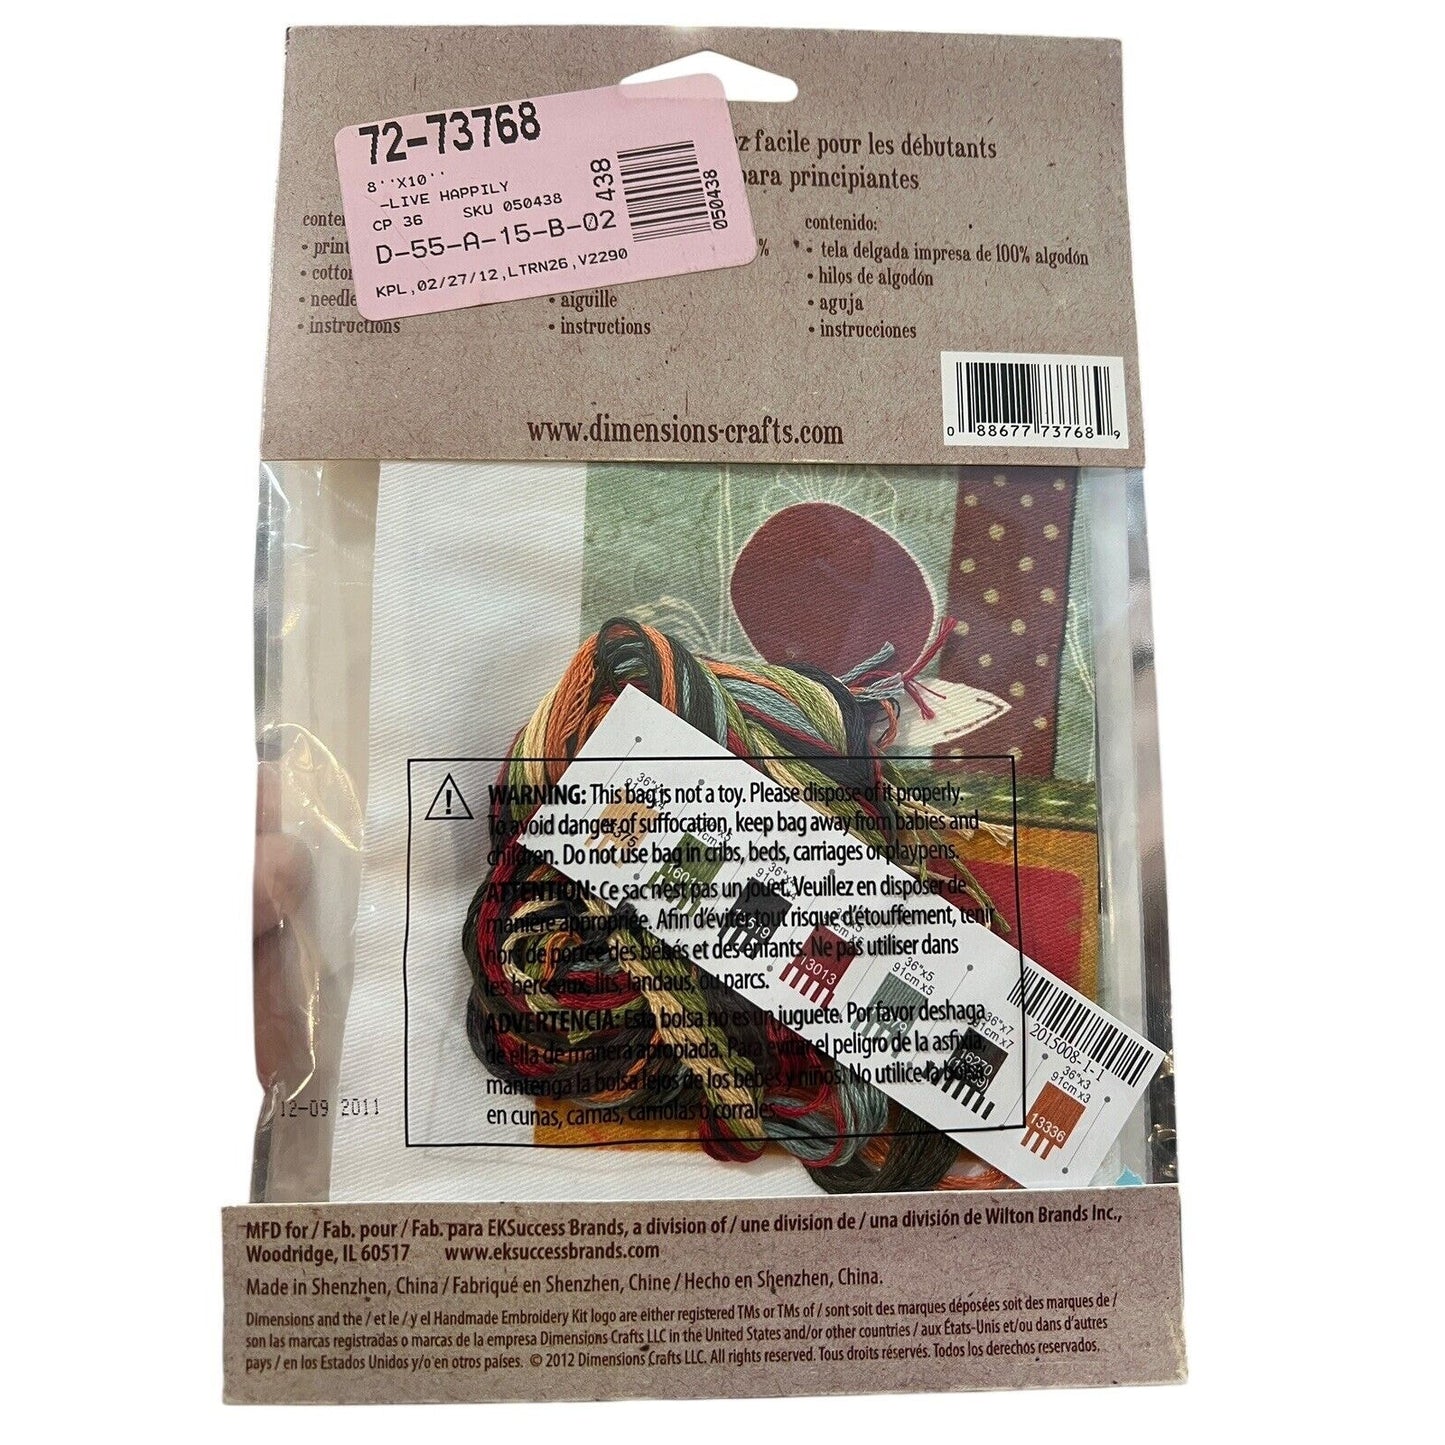 72-73768
8''X10''
-LIVE HAPPILY
CP 36 SKU 050438
D-55-A-15-B-02
KPL,02/27/12,LTRN26,V2290
438
050438
facile pour les débutants
para principiantes
needle
• instructions
%
• aiguille
• instructions
contenido:
• tela delgada impresa de 100% algodón
• hilos de algodón
• aguja
• instrucciones
www.dimensions-crafts.com
0 88677 73768 9
WARNING: This bag is not a toy. Please dispose of it properly.
To avoid danger of suffocation, keep bag away from babies and
children. Do not use bag in cribs, beds, carriages or playpens.
ATTENTION: Ce sac n'est pas un jouet. Veuillez en disposer de
manière appropriée. Afin d'éviter tout risque d'étouffement, tenir
hors de portée des bébés et des enfants. Ne pas utiliser dans
les berceaux, lits, landaus, ou parcs.
ADVERTENCIA: Esta bolsa no es un juguete. Por favor deshaga
de ella de manera apropiada. Para evitar el peligro de la asfixia,
mantenga la bolsa lejos de los bebés y niños. No utilice la bolsa
en cunas, camas, camolas o corrales.
13013
36"x5
91cm x5
36"x7
91cm x7
16270
36"x3
91cm x3
13336
2015008-1-1
12-09 2011
MFD for / Fab. pour / Fab. para EKSuccess Brands, a division of / une division de / una división de Wilton Brands Inc.,
Woodridge, IL 60517 www.eksuccessbrands.com
Made in Shenzhen, China / Fabriqué en Shenzhen, Chine / Hecho en Shenzhen, China.
Dimensions and the / et le / y el Handmade Embroidery Kit logo are either registered TMs or TMs of / sont soit des marques déposées soit des marques de /
son las marcas registradas o marcas de la empresa Dimensions Crafts LLC in the United States and/or other countries / aux États-Unis et/ou dans d'autres
pays / en los Estados Unidos y/o en otros países. © 2012 Dimensions Crafts LLC. All rights reserved. Tous droits réservés. Todos los derechos reservados.